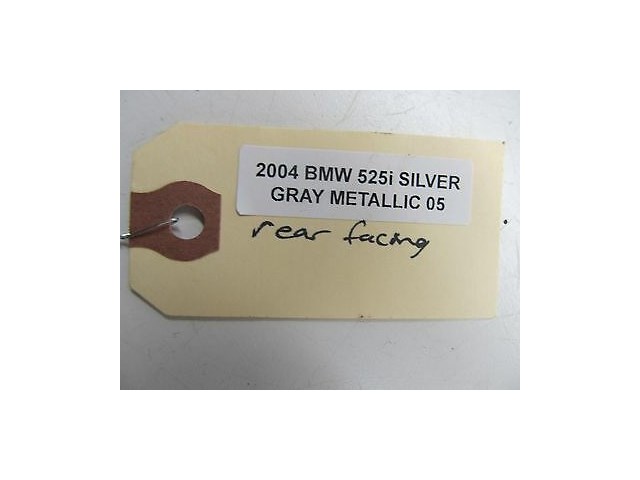 2004 BMW 525i SILVER
GRAY METALLIC 05
rear facing